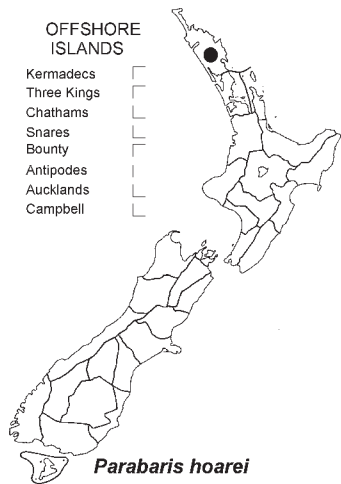 OFFSHORE
ISLANDS
Kermadecs
Three Kings
Chathams
Snares
Bounty
Antipodes
Aucklands
Campbell
Parabaris hoarei